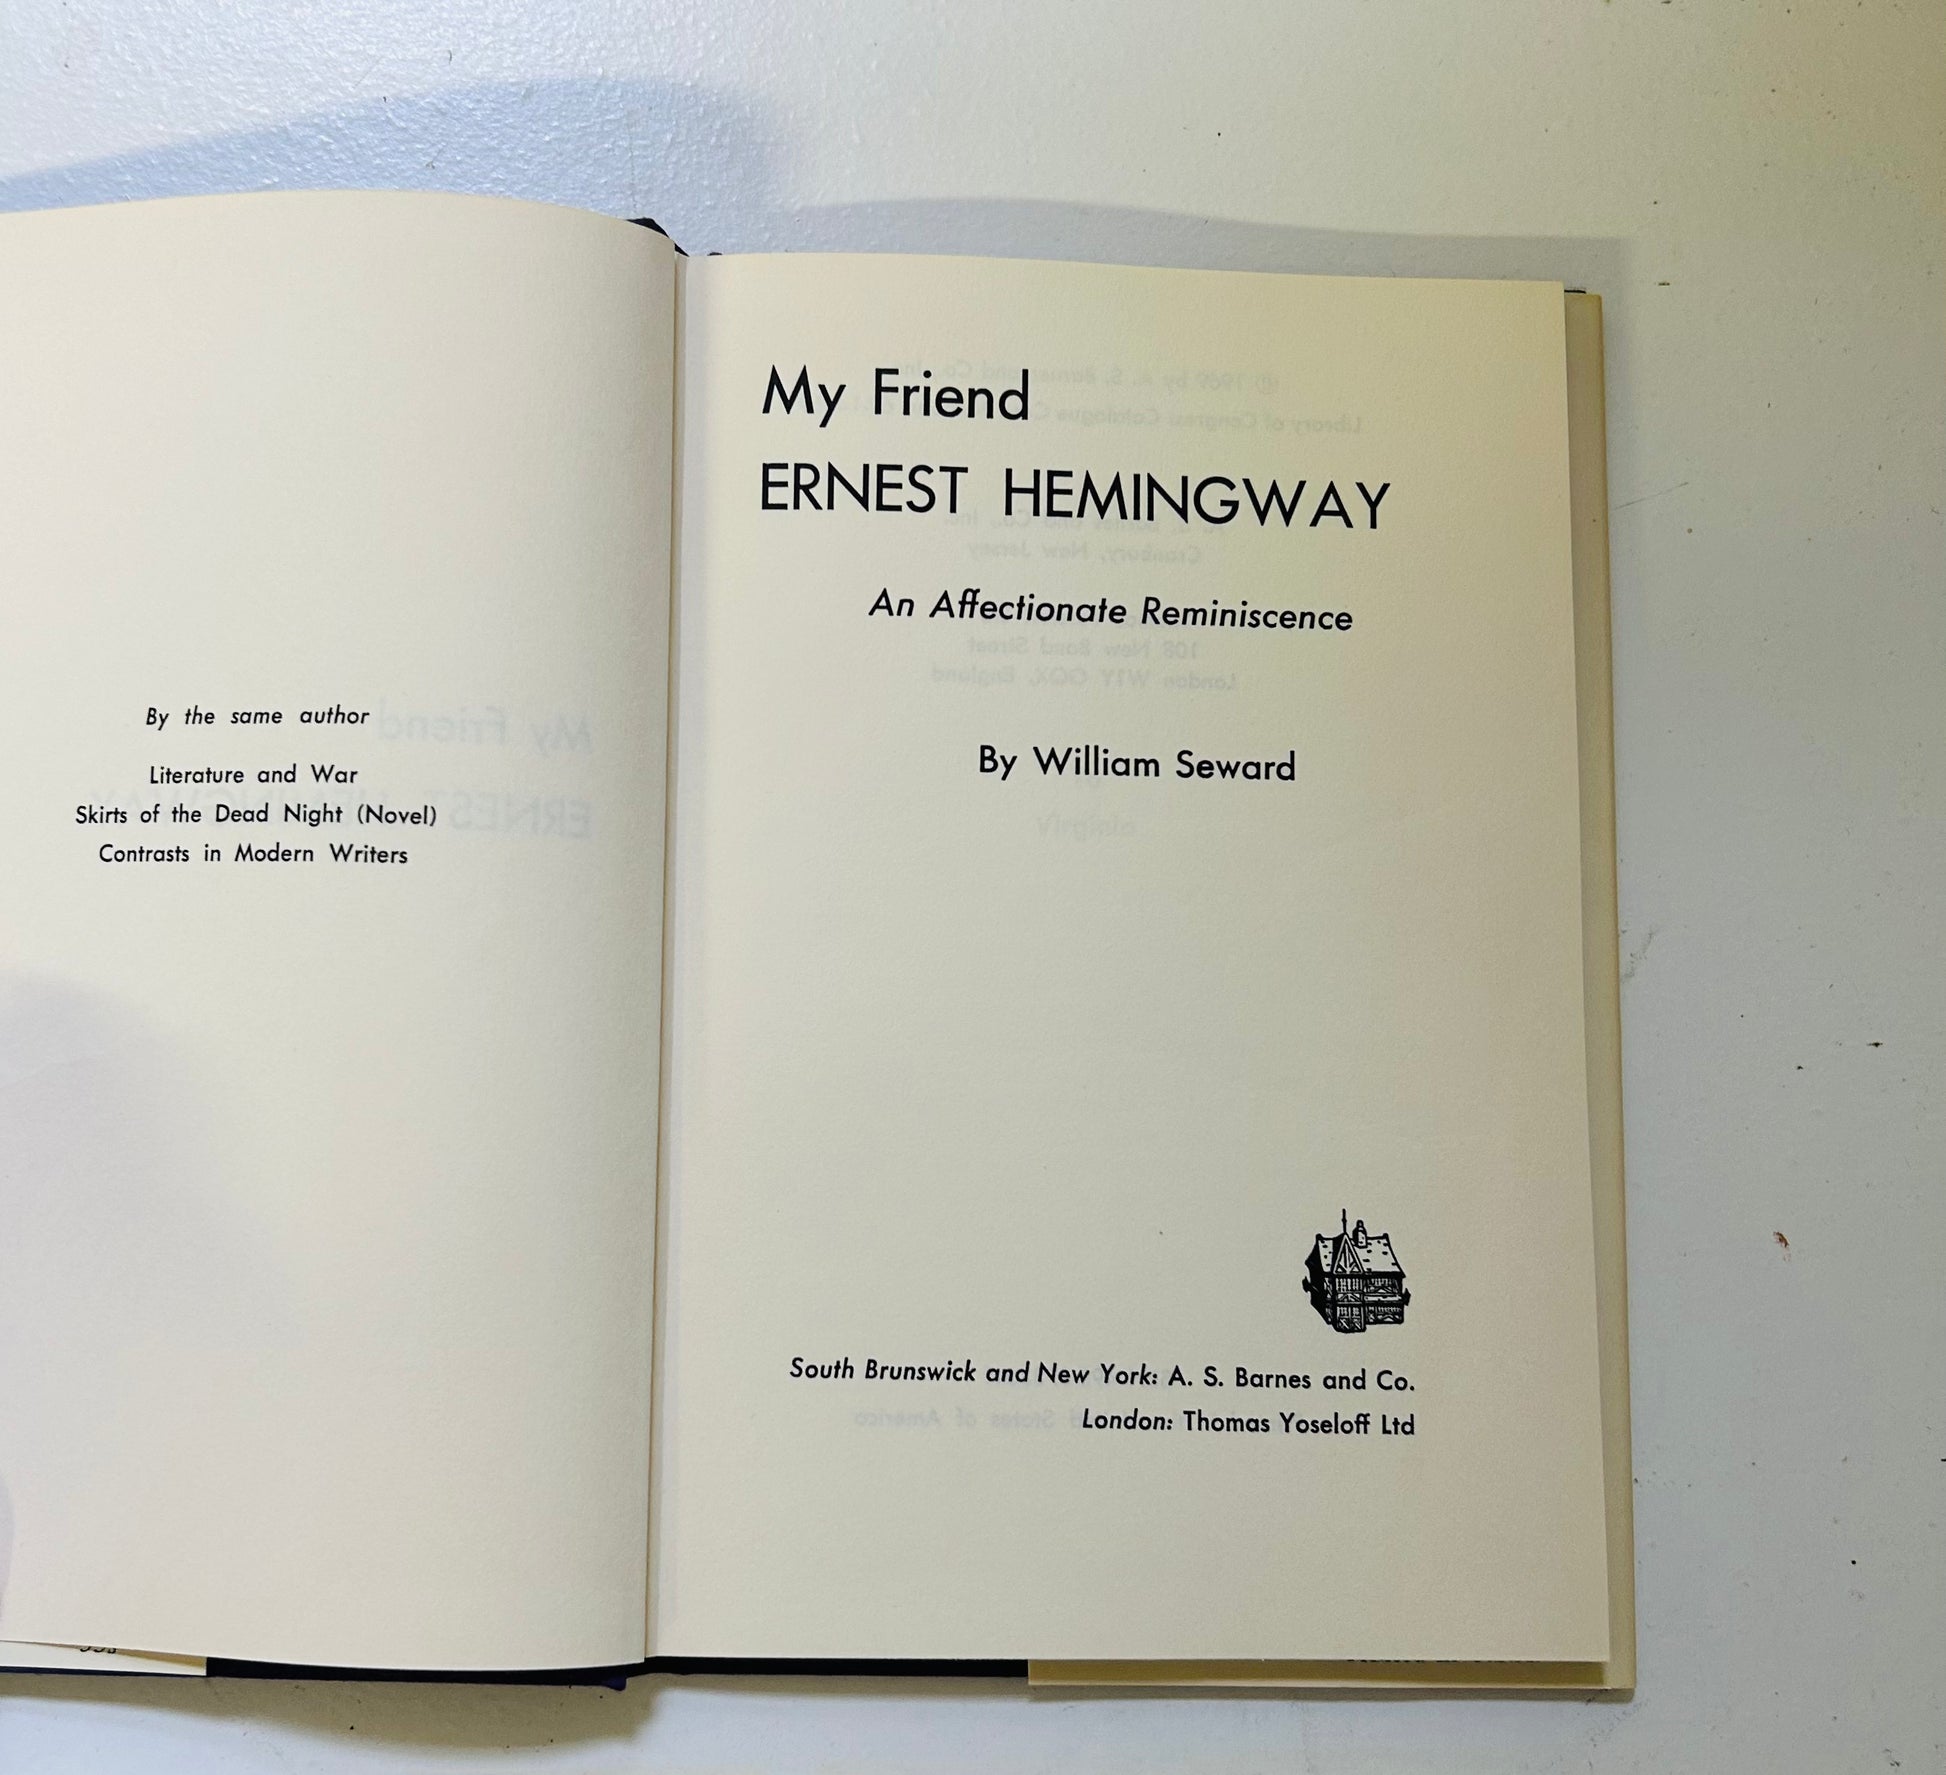 By the same author
Literature and War
Skirts of the Dead Night (Novel)
Contrasts in Modern Writers
My Friend
ERNEST HEMINGWAY
An Affectionate Reminiscence
By William Seward
South Brunswick and New York: A. S. Barnes and Co.
London: Thomas Yoseloff Ltd